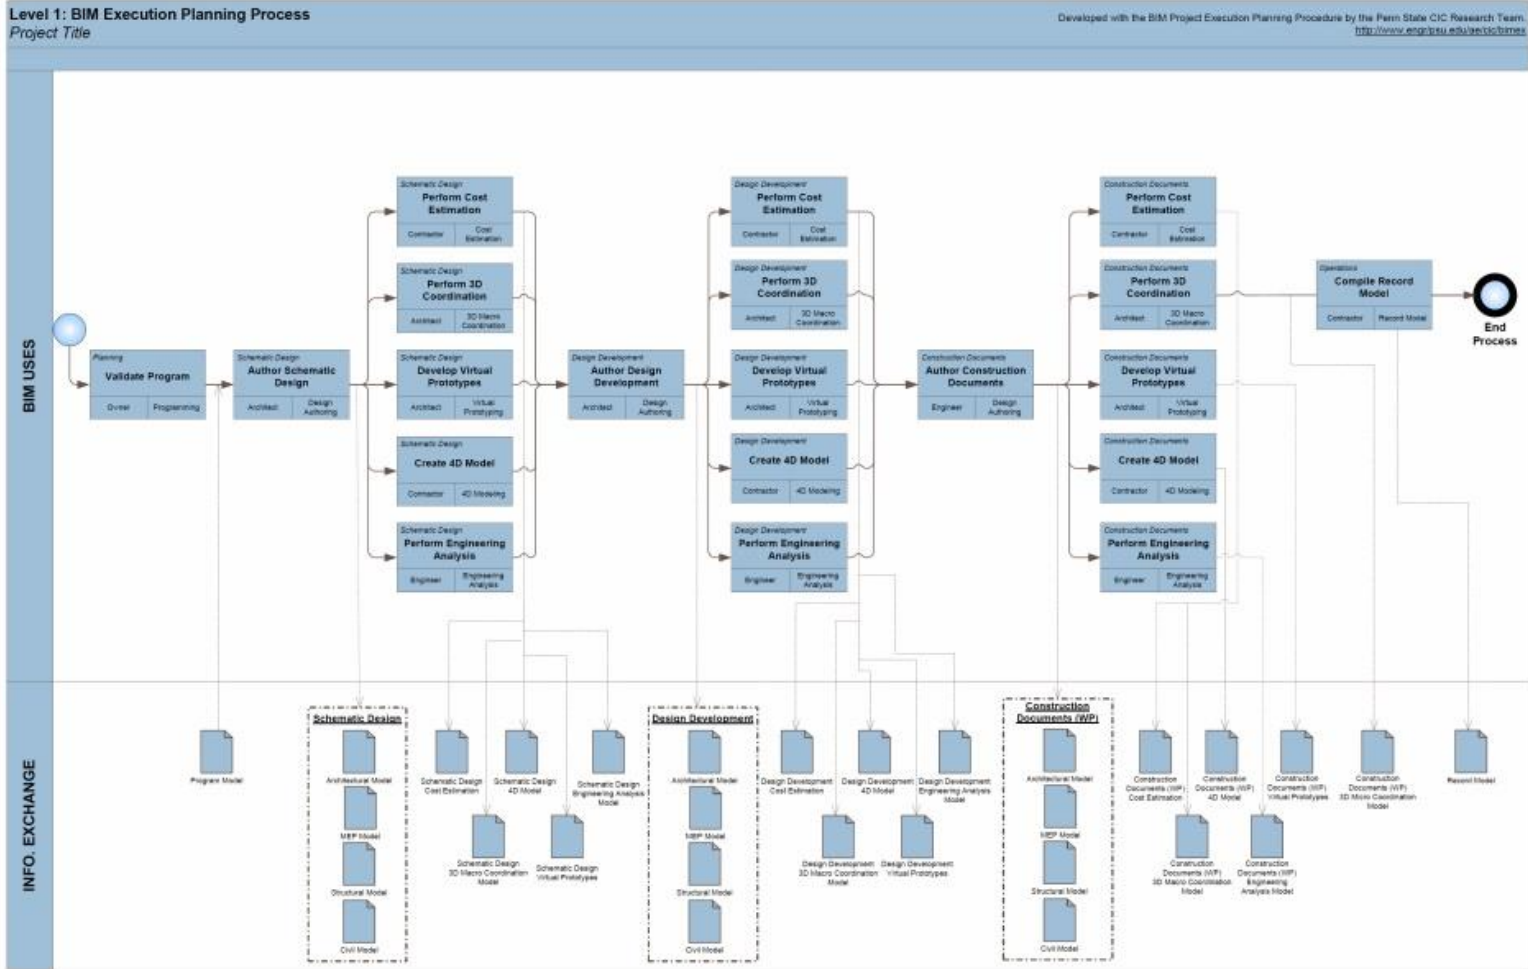 Level 1: BIM Execution Planning Process
Project Title
Developed with the BIM Project Execution Planning Procedure by the Penn State CIC Research Team.
http://www.engr.psu.edu/ae/cic/bimex
BIM USES
Planning
Validate Program
Owner
Programming
Schematic Design
Author Schematic
Design
Architect
Design
Authoring
Schematic Design
Perform Cost
Estimation
Contractor
Cost
Estimation
Schematic Design
Perform 3D
Coordination
Architect
3D Macro
Coordination
Schematic Design
Develop Virtual
Prototypes
Architect
Virtual
Prototyping
Schematic Design
Create 4D Model
Contractor
4D Modeling
Schematic Design
Perform Engineering
Analysis
Engineer
Engineering
Analysis
Design Development
Author Design
Development
Architect
Design
Authoring
Design Development
Perform Cost
Estimation
Contractor
Cost
Estimation
Design Development
Perform 3D
Coordination
Architect
3D Macro
Coordination
Design Development
Develop Virtual
Prototypes
Architect
Virtual
Prototyping
Design Development
Create 4D Model
Contractor
4D Modeling
Design Development
Perform Engineering
Analysis
Engineer
Engineering
Analysis
Construction Documents
Author Construction
Documents
Engineer
Design
Authoring
Construction Documents
Perform Cost
Estimation
Contractor
Cost
Estimation
Construction Documents
Perform 3D
Coordination
Architect
3D Macro
Coordination
Construction Documents
Develop Virtual
Prototypes
Architect
Virtual
Prototyping
Construction Documents
Create 4D Model
Contractor
4D Modeling
Construction Documents
Perform Engineering
Analysis
Engineer
Engineering
Analysis
Operations
Compile Record
Model
Contractor
Record Model
End
Process
INFO. EXCHANGE
Program Model
Schematic Design
Architectural Model
MEP Model
Structural Model
Civil Model
Schematic Design
Cost Estimation
Schematic Design
4D Model
Schematic Design
Engineering Analysis
Model
Schematic Design
3D Macro Coordination
Model
Schematic Design
Virtual Prototypes
Design Development
Architectural Model
MEP Model
Structural Model
Civil Model
Design Development
Cost Estimation
Design Development
4D Model
Design Development
Engineering Analysis
Model
Design Development
3D Macro Coordination
Model
Design Development
Virtual Prototypes
Construction
Documents (WP)
Architectural Model
MEP Model
Structural Model
Civil Model
Construction
Documents (WP)
Cost Estimation
Construction
Documents (WP)
4D Model
Construction
Documents (WP)
Virtual Prototypes
Construction
Documents (WP)
3D Micro Coordination
Model
Construction
Documents (WP)
3D Macro Coordination
Model
Construction
Documents (WP)
Engineering
Analysis Model
Record Model